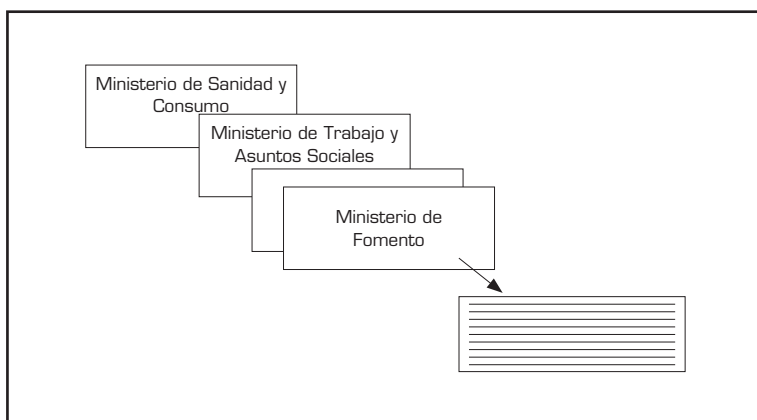 Ministerio de Sanidad y
Consumo
Ministerio de Trabajo y
Asuntos Sociales
Ministerio de
Fomento